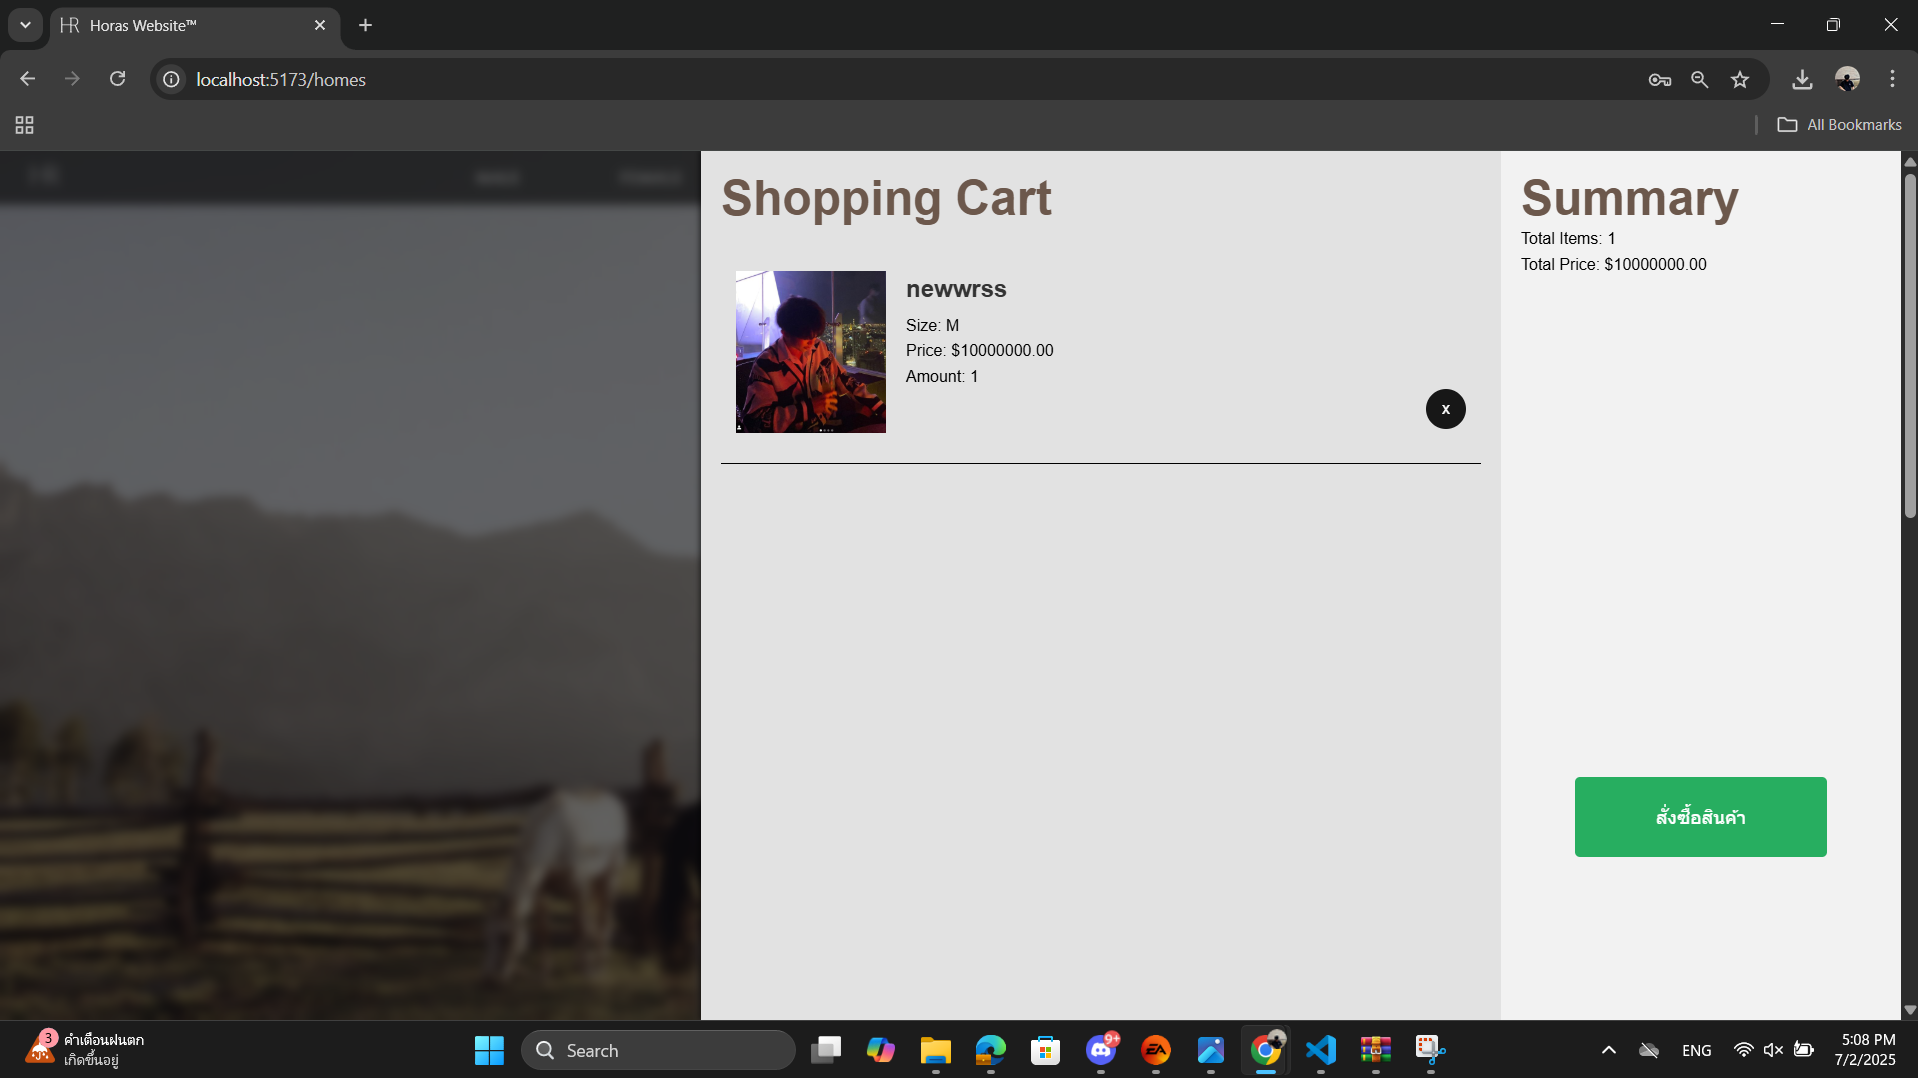 HR Horas Website™
localhost:5173/homes
All Bookmarks
Shopping Cart
newwrss
Size: M
Price: $10000000.00
Amount: 1
x
Summary
Total Items: 1
Total Price: $10000000.00
สั่งซื้อสินค้า
3
คำเตือนฝนตก
เกิดขึ้นอยู่
Search
9+
EA
ENG
5:08 PM
7/2/2025